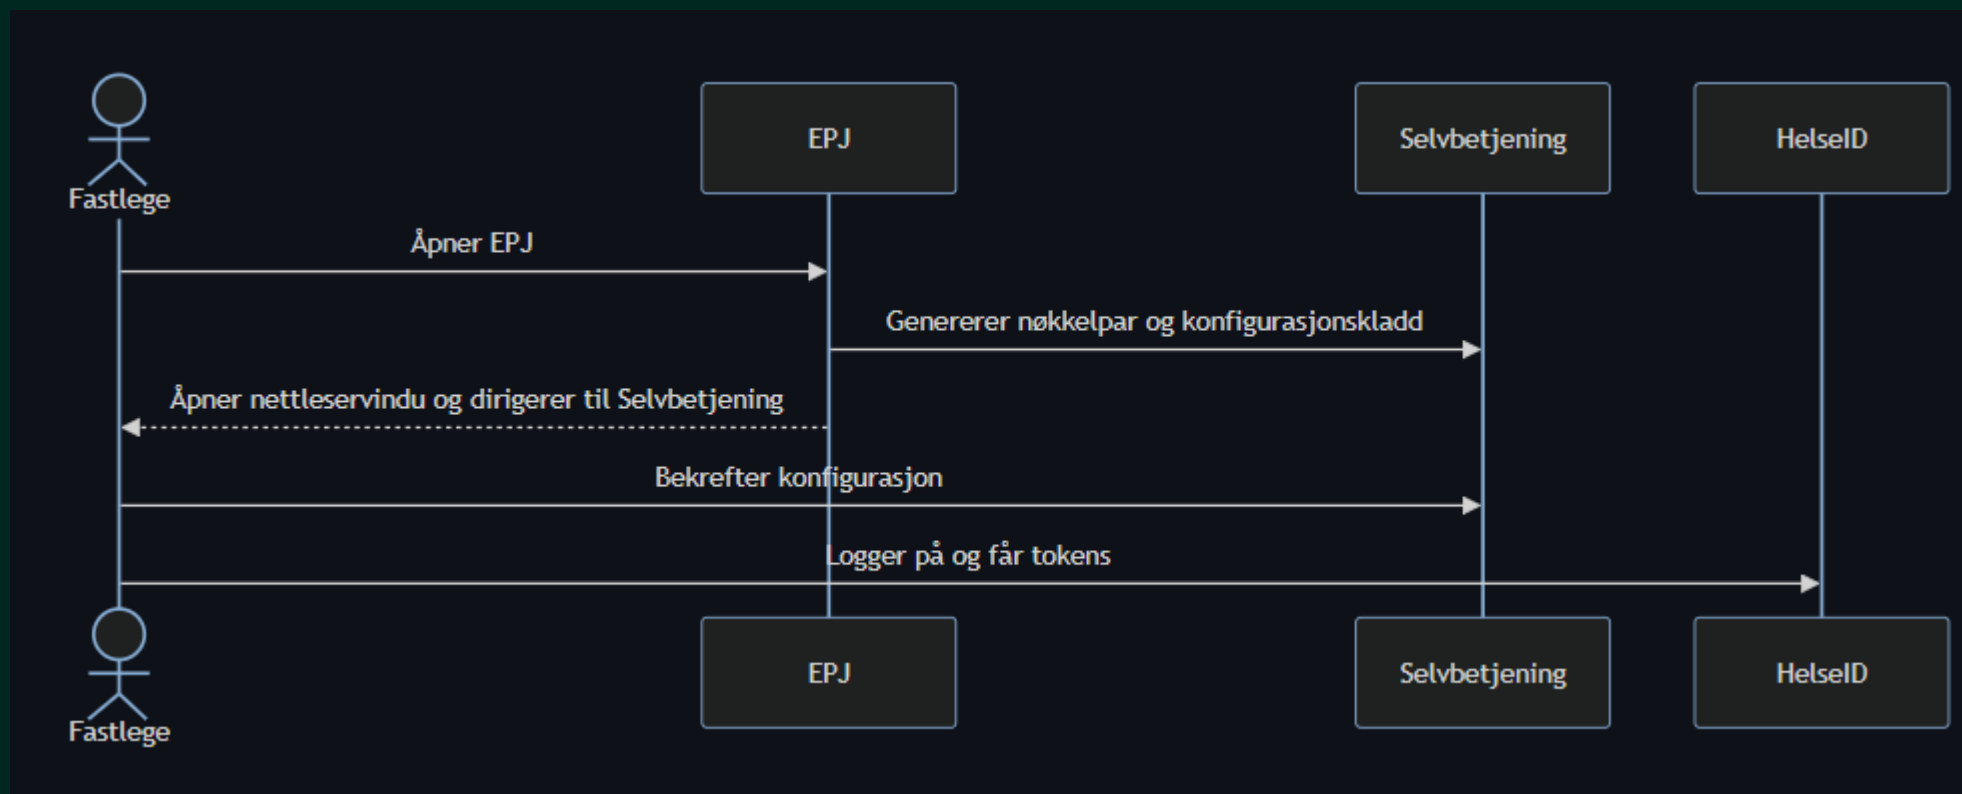 EPJ
Selvbetjening
HelseID
Fastlege
Åpner EPJ
Genererer nøkkelpar og konfigurasjonskladd
Åpner nettleservindu og dirigerer til Selvbetjening
Bekrefter konfigurasjon
Logger på og får tokens
EPJ
Selvbetjening
HelseID
Fastlege